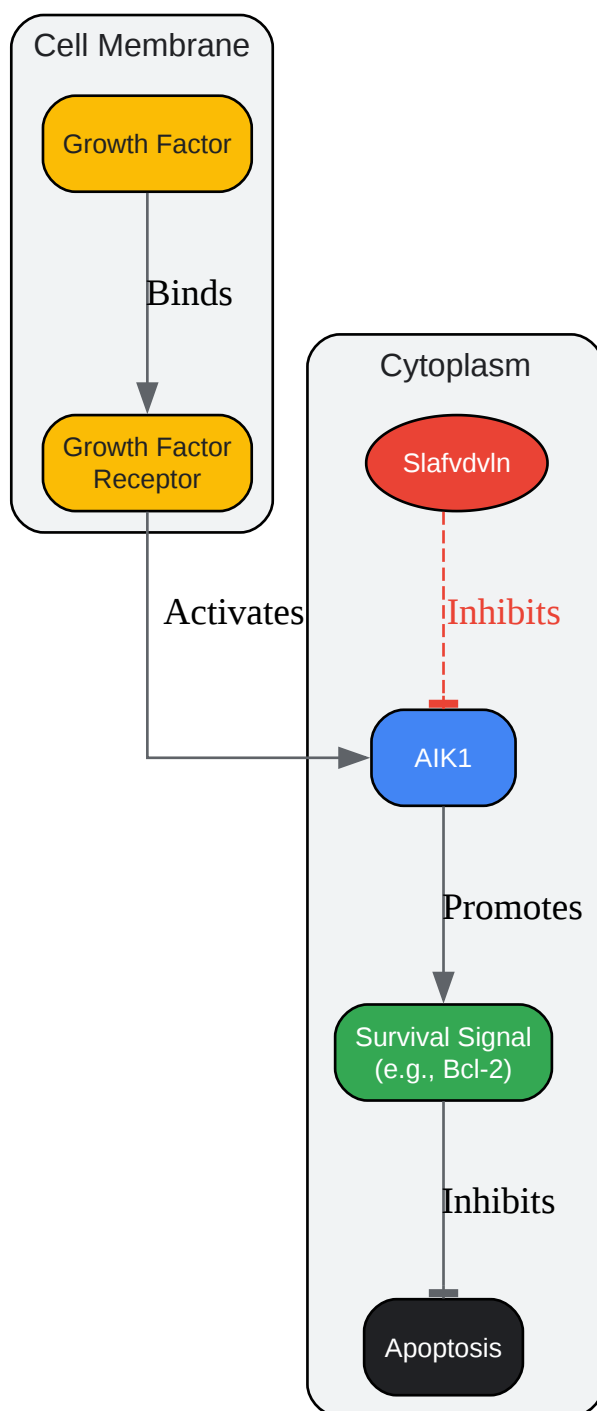 Cell Membrane
Growth Factor
Binds
Growth Factor
Receptor
Activates
Cytoplasm
Slafvdvln
Inhibits
AIK1
Promotes
Survival Signal
(e.g., Bcl-2)
Inhibits
Apoptosis